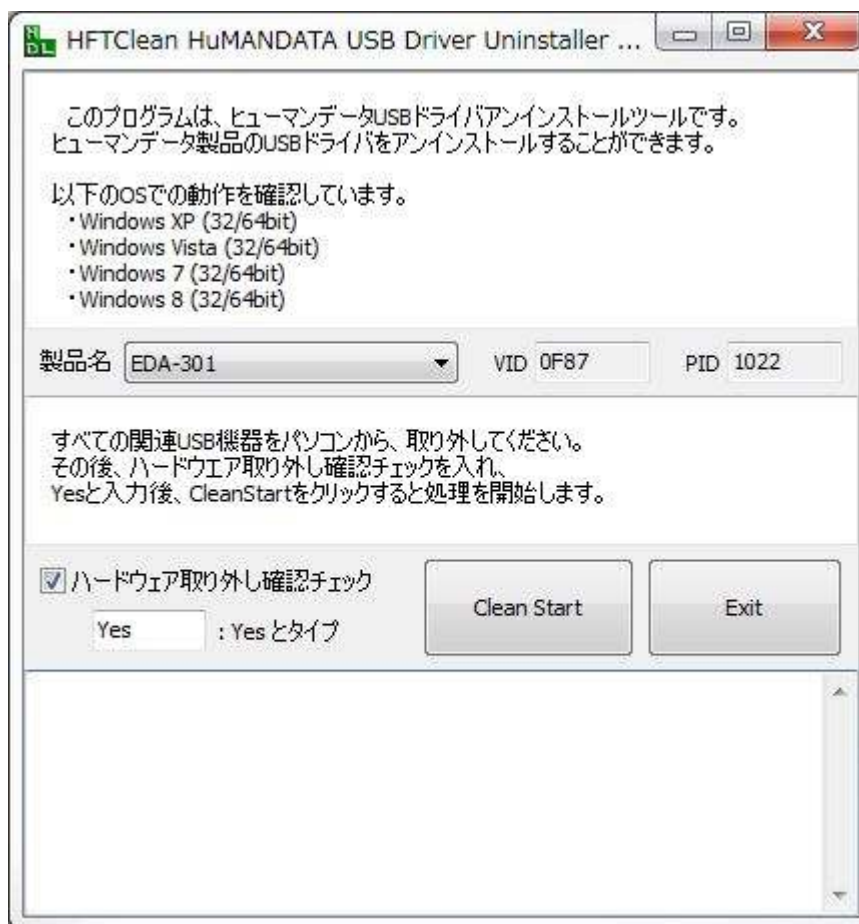 HDL
HFTClean HuMANDATA USB Driver Uninstaller ...
このプログラムは、ヒューマンデータUSBドライバアンインストールツールです。
ヒューマンデータ製品のUSBドライバをアンインストールすることができます。
以下のOSでの動作を確認しています。
・Windows XP (32/64bit)
・Windows Vista (32/64bit)
・Windows 7 (32/64bit)
・Windows 8 (32/64bit)
製品名 EDA-301 VID 0F87 PID 1022
すべての関連USB機器をパソコンから、取り外してください。
その後、ハードウエア取り外し確認チェックを入れ、
Yesと入力後、CleanStartをクリックすると処理を開始します。
ハードウェア取り外し確認チェック
Yes : Yes とタイプ
Clean Start Exit